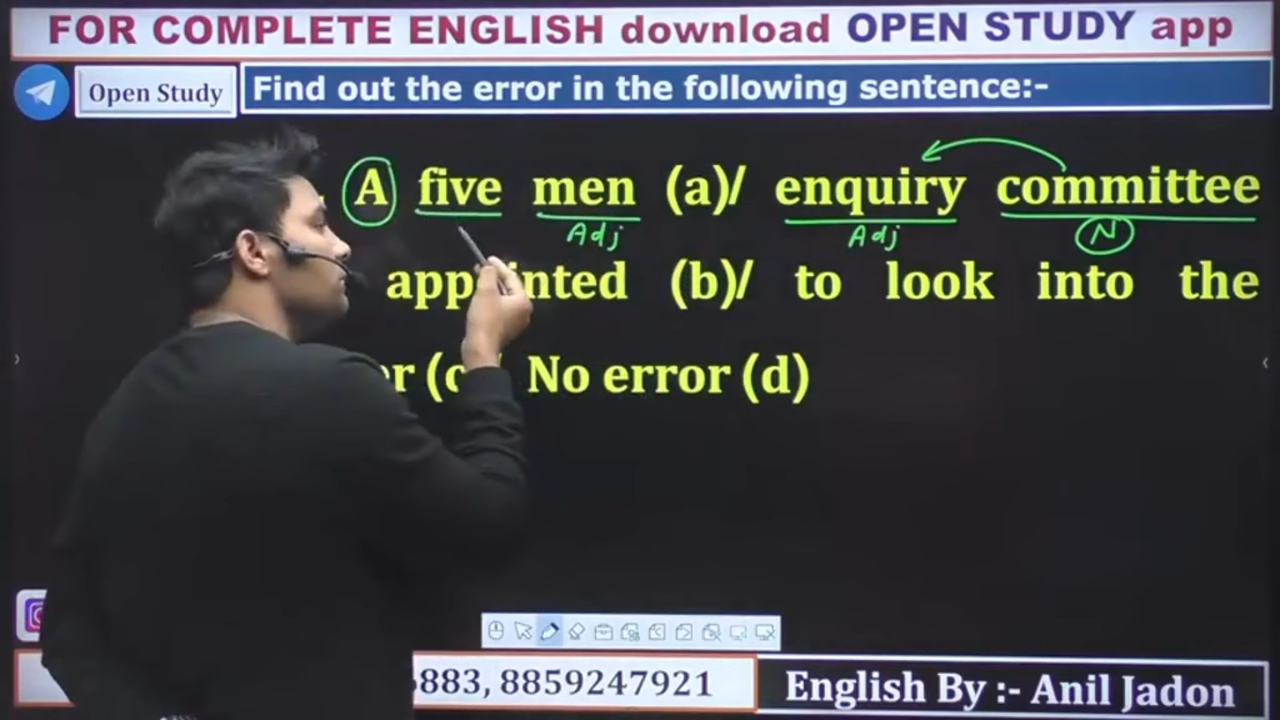 FOR COMPLETE ENGLISH download OPEN STUDY app
Open Study
Find out the error in the following sentence:-
A five men (a)/ enquiry committee
Adj Adj N
(b)/ to look into the
No error (d)
883, 8859247921
English By :- Anil Jadon